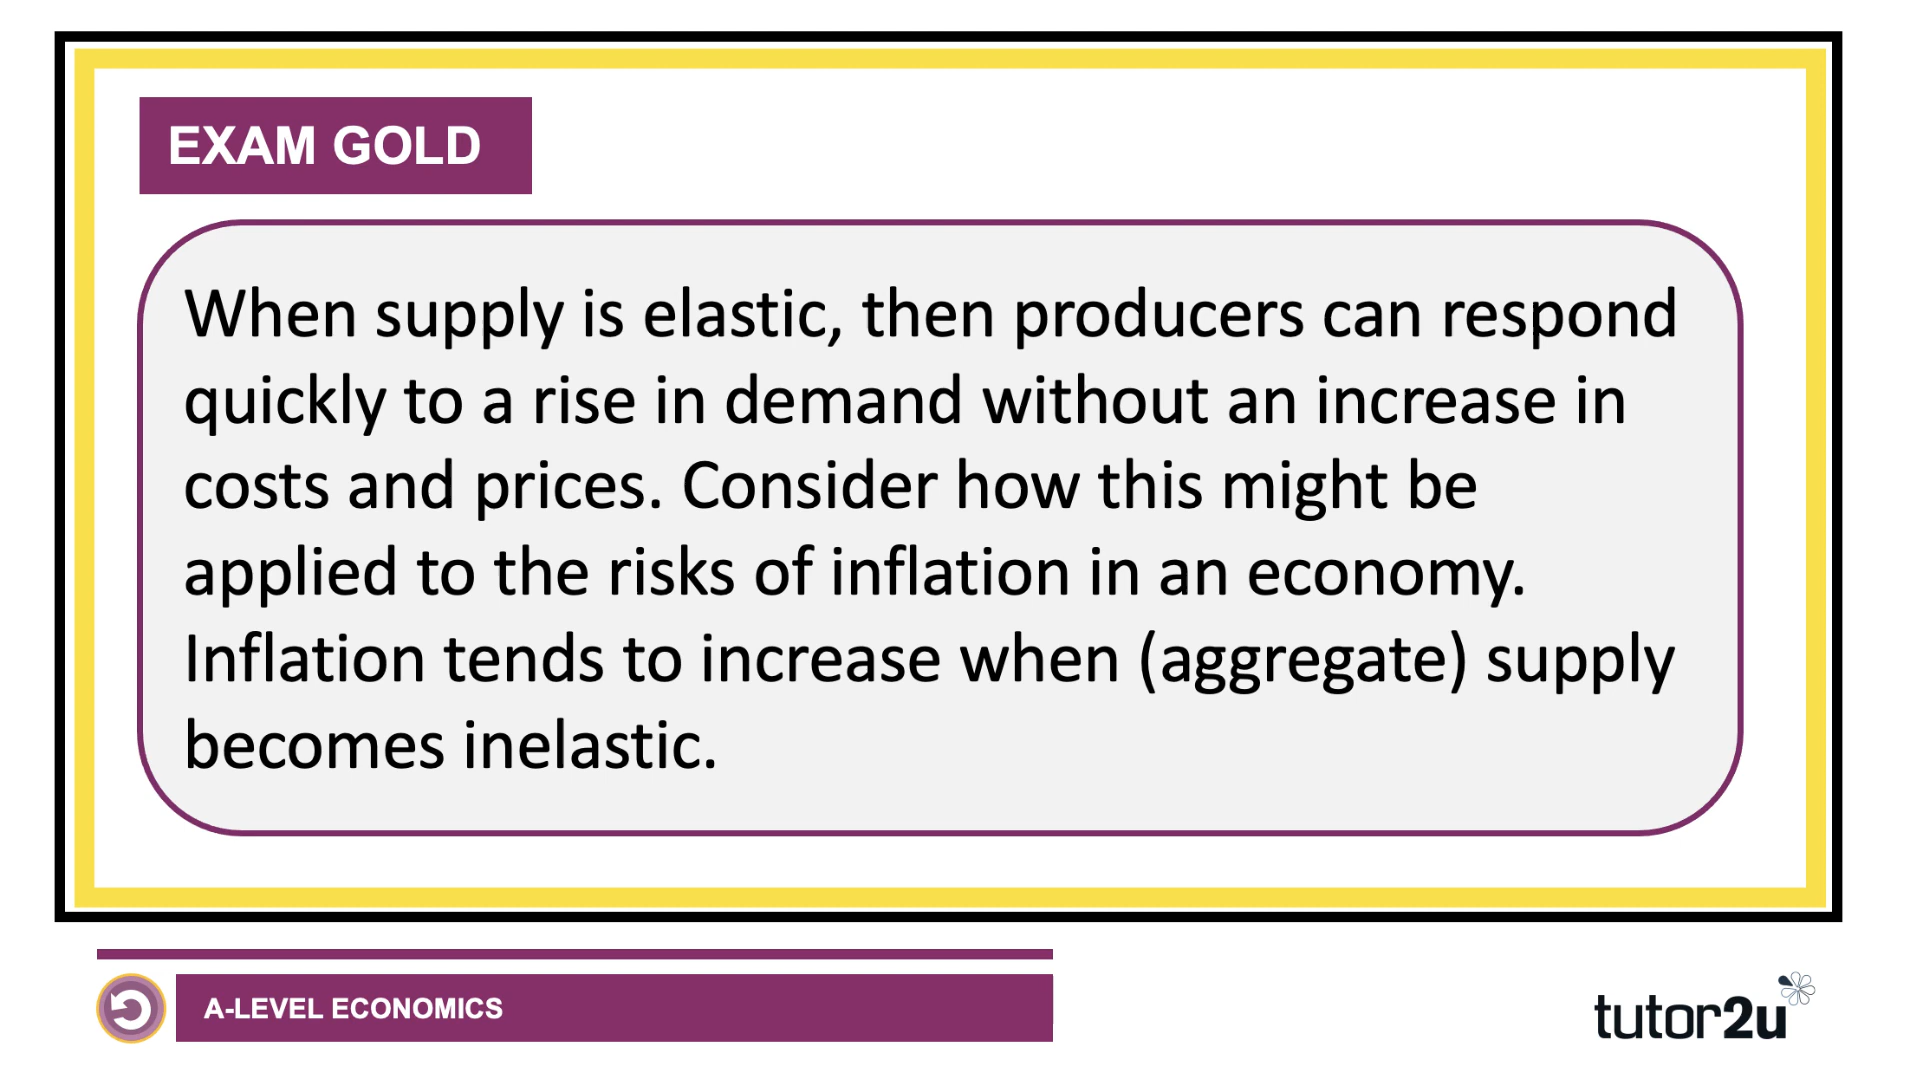 EXAM GOLD
When supply is elastic, then producers can respond
quickly to a rise in demand without an increase in
costs and prices. Consider how this might be
applied to the risks of inflation in an economy.
Inflation tends to increase when (aggregate) supply
becomes inelastic.
A-LEVEL ECONOMICS
tutor2u